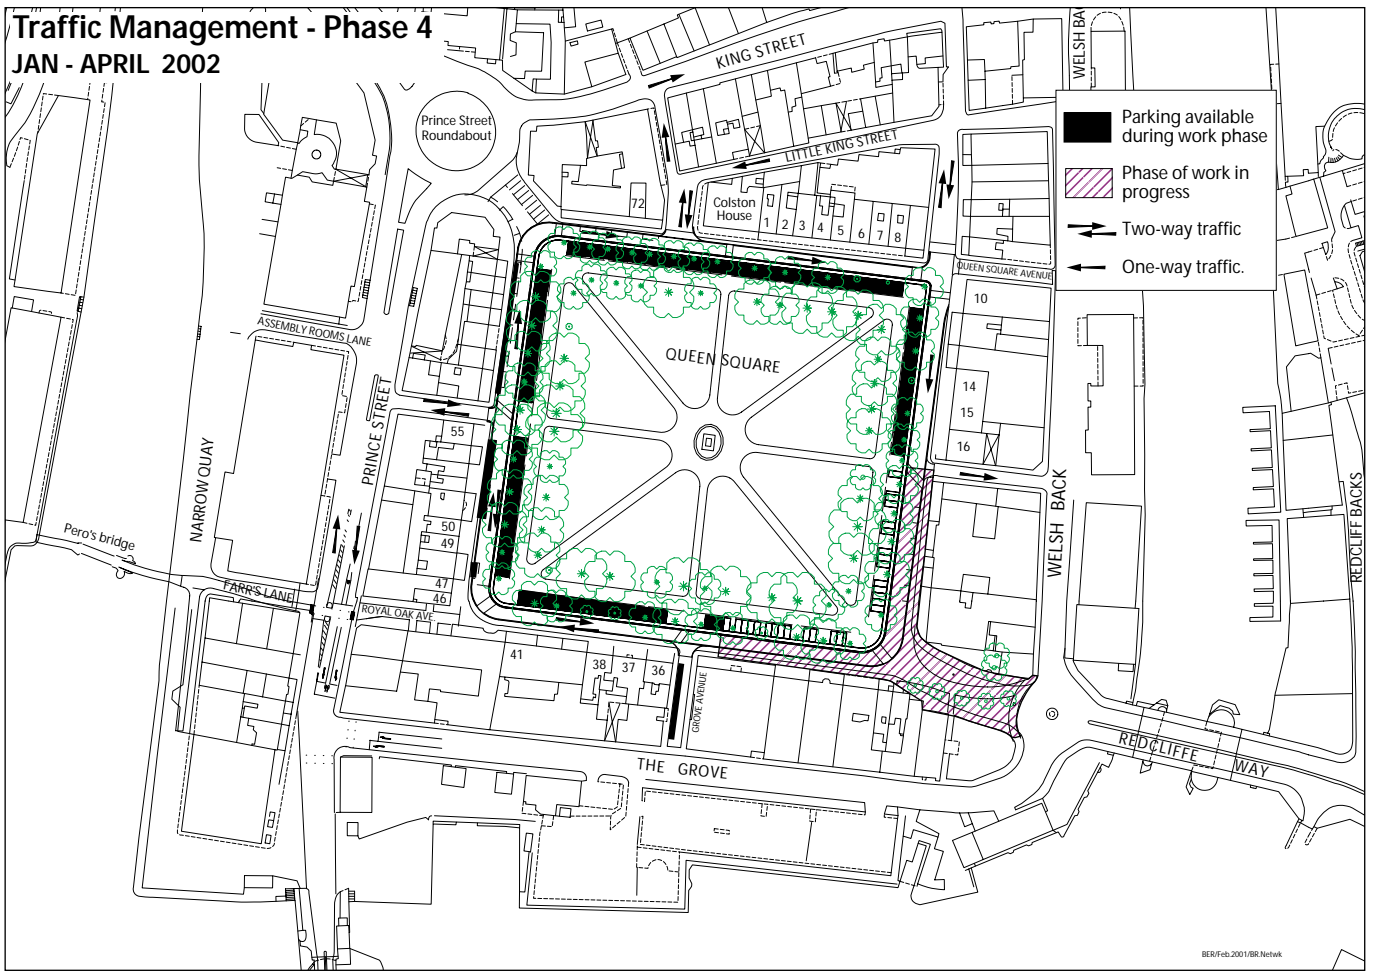 Traffic Management - Phase 4
JAN - APRIL  2002
KING STREET
WELSH BA
Prince Street
Roundabout
LITTLE KING STREET
Parking available
during work phase
Phase of work in
progress
Two-way traffic
One-way traffic.
72
Colston
House
1
2
3
4
5
6
7
8
QUEEN SQUARE AVENUE
10
ASSEMBLY ROOMS LANE
QUEEN SQUARE
14
15
16
PRINCE STREET
NARROW QUAY
55
50
49
47
46
WELSH BACK
REDCLIFF BACKS
Pero's bridge
FARR'S LANE
ROYAL OAK AVE.
41
38
37
36
GROVE AVENUE
THE GROVE
REDCLIFFE WAY
BER/Feb.2001/BR.Netwk